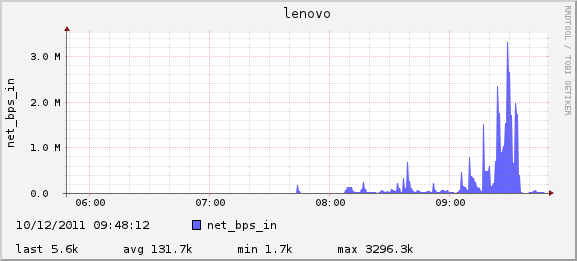 lenovo
RRDTOOL / TOBI OETIKER
net_bps_in
3.0 M
2.0 M
1.0 M
0.0
06:00 07:00 08:00 09:00
10/12/2011 09:48:12 net_bps_in
last 5.6k avg 131.7k min 1.7k max 3296.3k